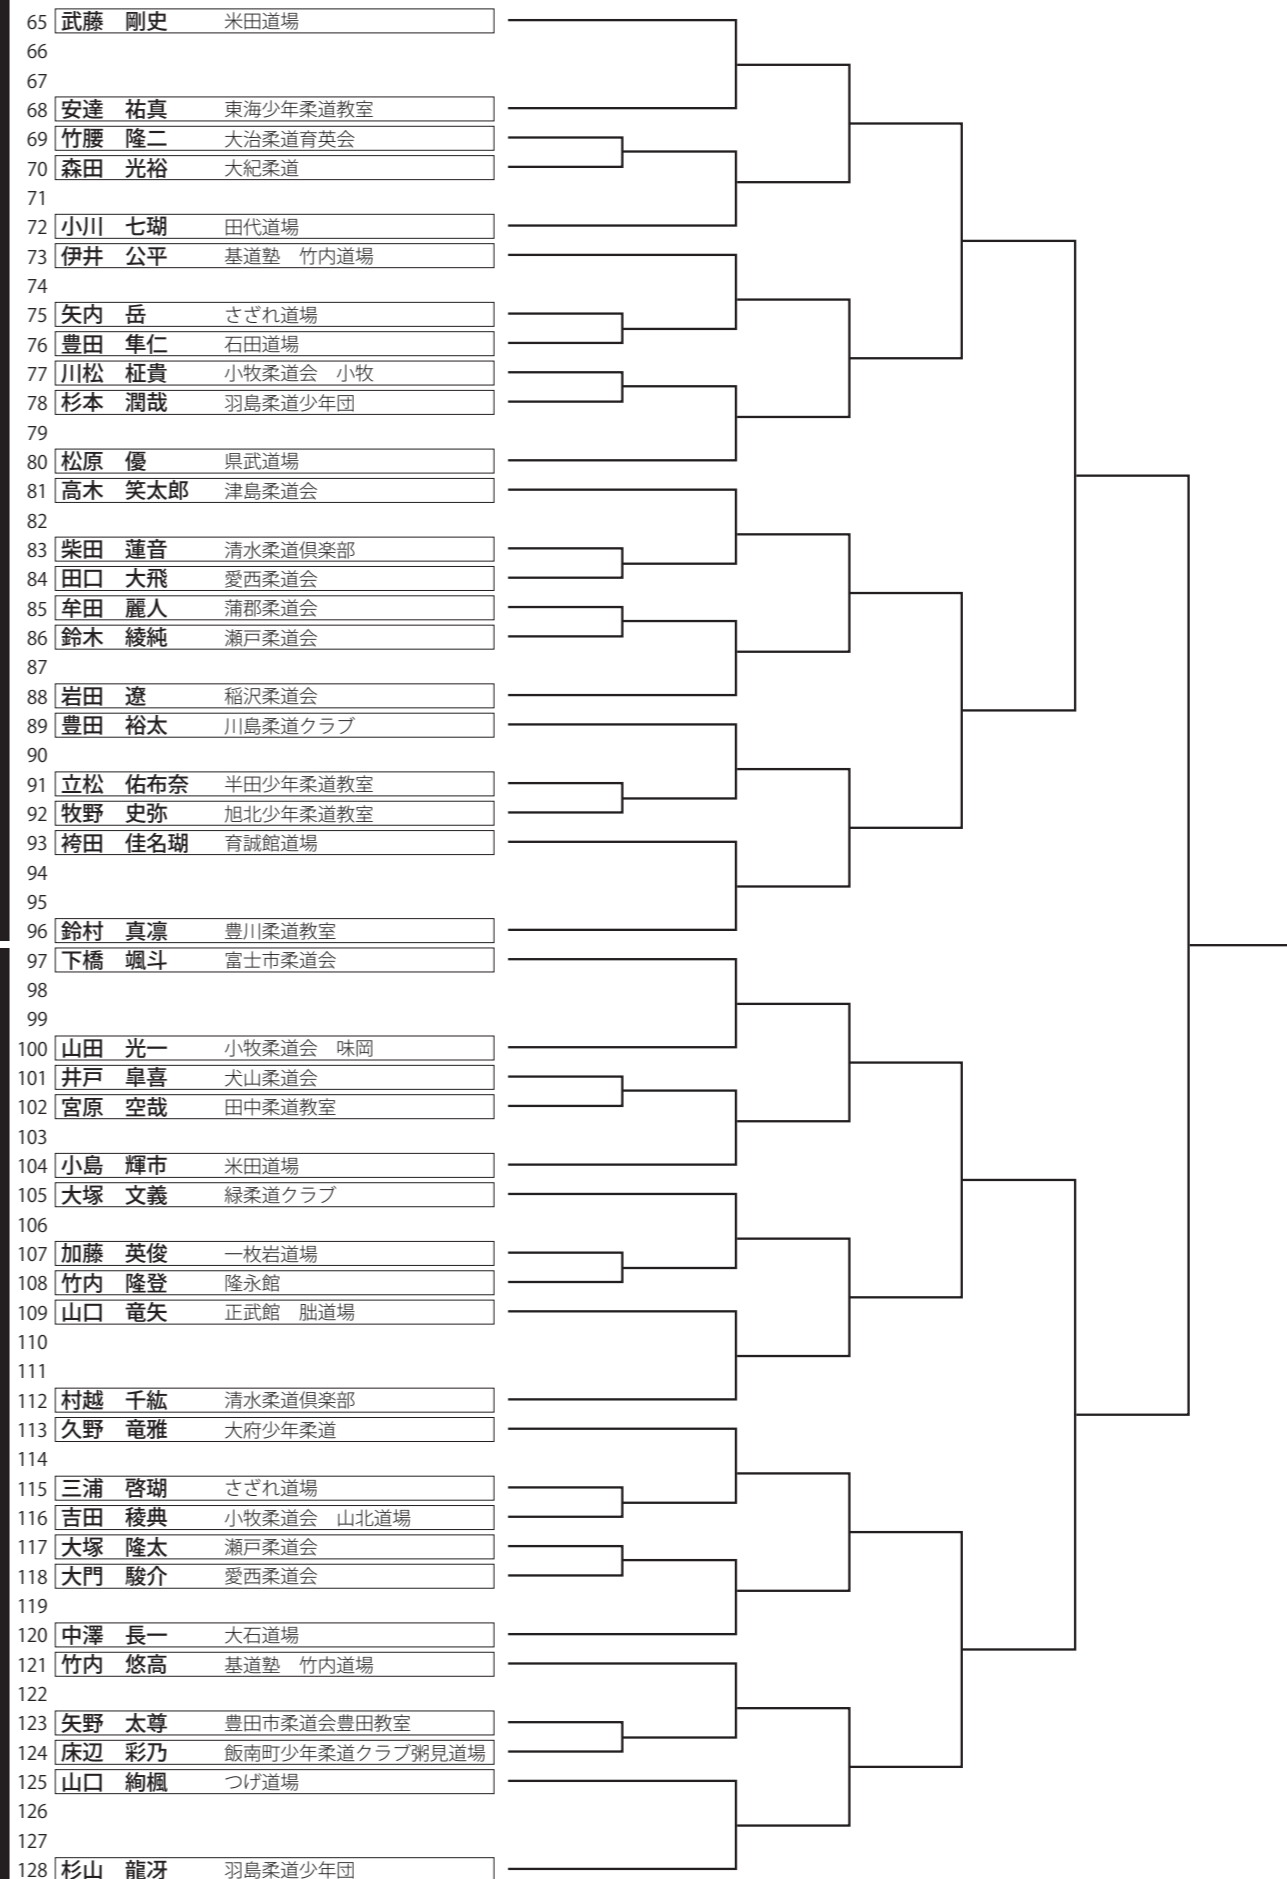 65 武藤　剛史 米田道場
66
67
68 安達　祐真 東海少年柔道教室
69 竹腰　隆二 大治柔道育英会
70 森田　光裕 大紀柔道
71
72 小川　七瑚 田代道場
73 伊井　公平 基道塾　竹内道場
74
75 矢内　岳 さざれ道場
76 豊田　隼仁 石田道場
77 川松　柾貴 小牧柔道会　小牧
78 杉本　潤哉 羽島柔道少年団
79
80 松原　優 県武道場
81 高木　笑太郎 津島柔道会
82
83 柴田　蓮音 清水柔道倶楽部
84 田口　大飛 愛西柔道会
85 牟田　麗人 蒲郡柔道会
86 鈴木　綾純 瀬戸柔道会
87
88 岩田　遼 稲沢柔道会
89 豊田　裕太 川島柔道クラブ
90
91 立松　佑布奈 半田少年柔道教室
92 牧野　史弥 旭北少年柔道教室
93 袴田　佳名瑚 育誠館道場
94
95
96 鈴村　真凛 豊川柔道教室
97 下橋　颯斗 富士市柔道会
98
99
100 山田　光一 小牧柔道会　味岡
101 井戸　皐喜 犬山柔道会
102 宮原　空哉 田中柔道教室
103
104 小島　輝市 米田道場
105 大塚　文義 緑柔道クラブ
106
107 加藤　英俊 一枚岩道場
108 竹内　隆登 隆永館
109 山口　竜矢 正武館　朏道場
110
111
112 村越　千紘 清水柔道倶楽部
113 久野　竜雅 大府少年柔道
114
115 三浦　啓瑚 さざれ道場
116 吉田　稜典 小牧柔道会　山北道場
117 大塚　隆太 瀬戸柔道会
118 大門　駿介 愛西柔道会
119
120 中澤　長一 大石道場
121 竹内　悠高 基道塾　竹内道場
122
123 矢野　太尊 豊田市柔道会豊田教室
124 床辺　彩乃 飯南町少年柔道クラブ粥見道場
125 山口　絢楓 つげ道場
126
127
128 杉山　龍冴 羽島柔道少年団